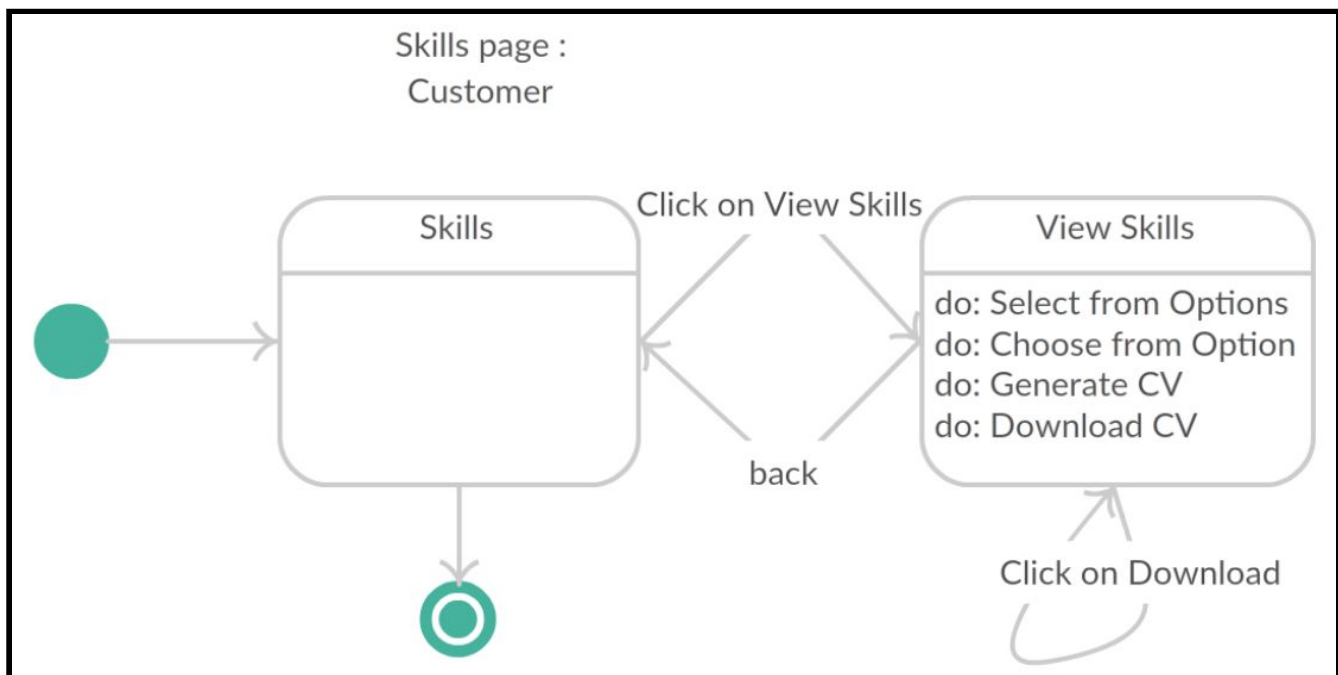 Skills page :
Customer
Skills
Click on View Skills
View Skills
do: Select from Options
do: Choose from Option
do: Generate CV
do: Download CV
back
Click on Download